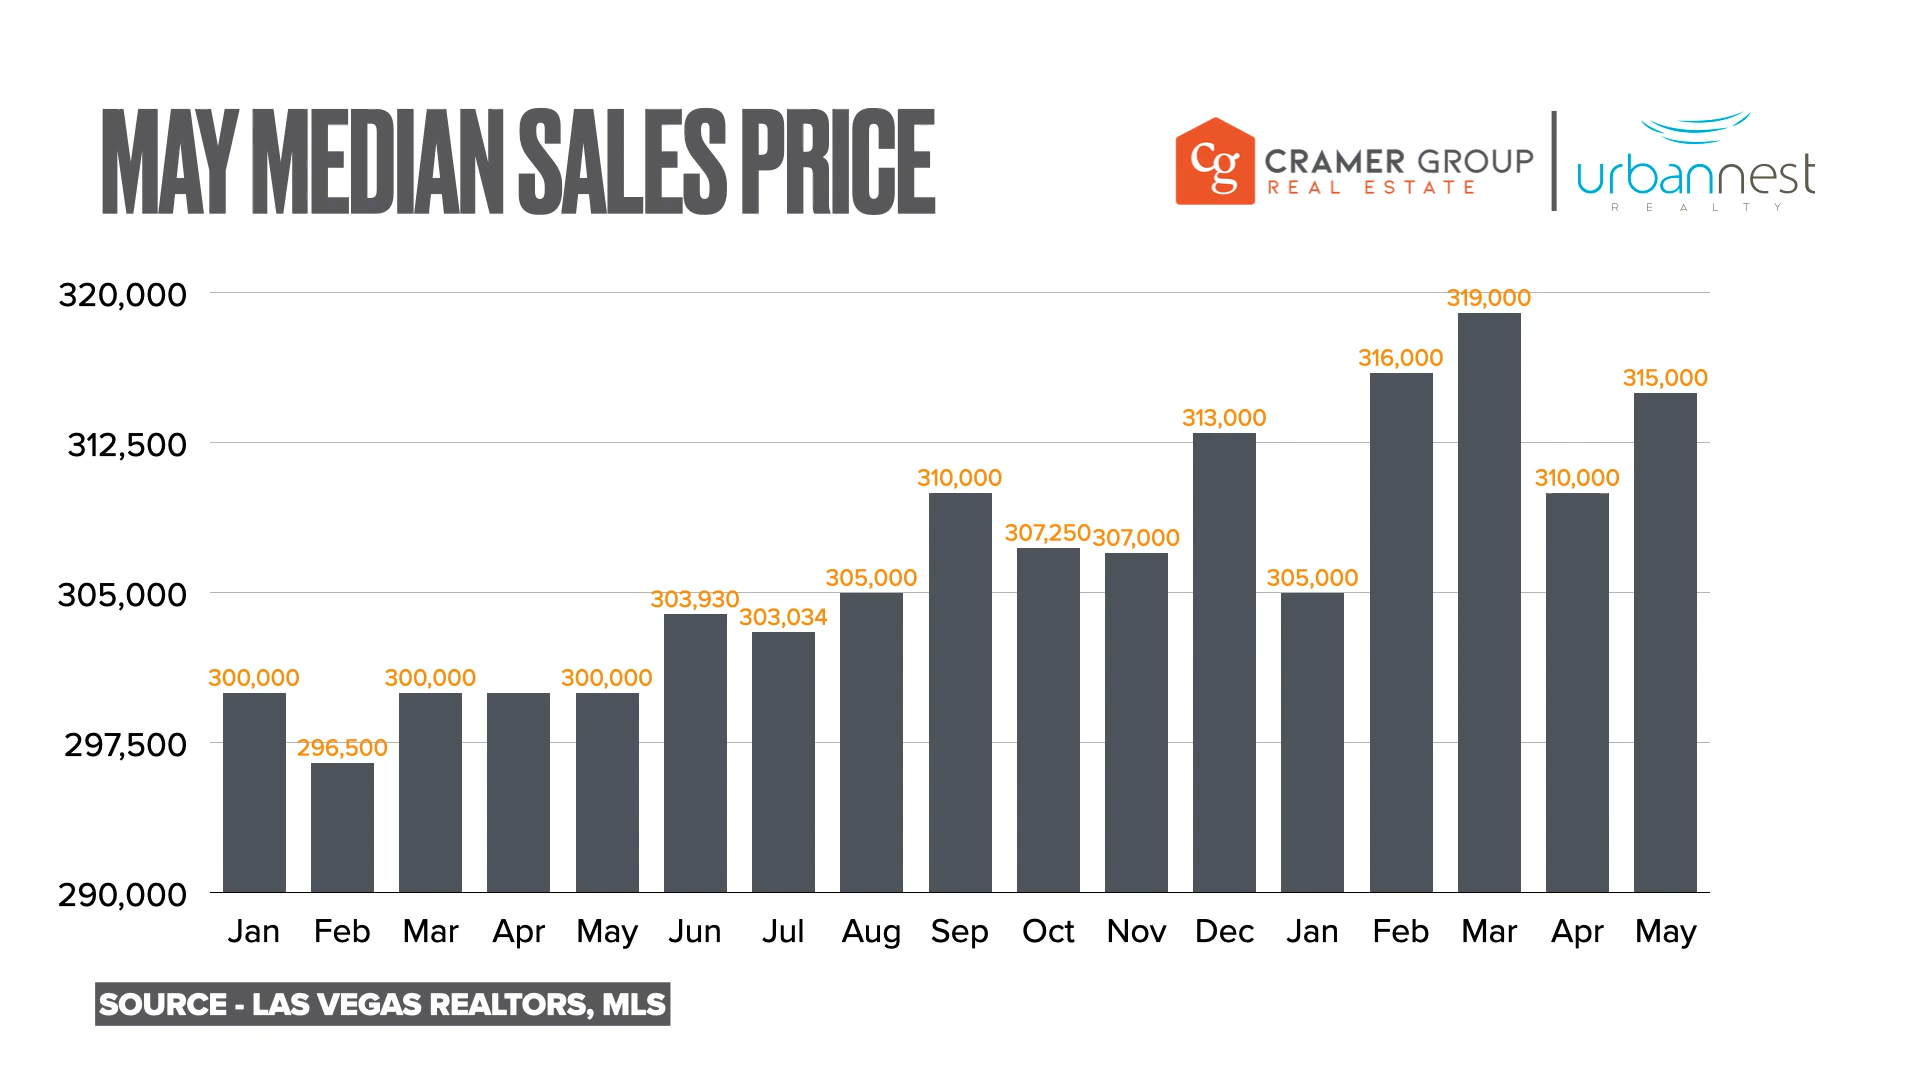 MAY MEDIAN SALES PRICE
cg
CRAMER GROUP
REAL ESTATE
urbannest
REALTY
320,000
312,500
305,000
297,500
290,000
300,000
296,500
300,000
300,000
303,930
303,034
305,000
310,000
307,250
307,000
313,000
305,000
316,000
319,000
310,000
315,000
Jan Feb Mar Apr May Jun Jul Aug Sep Oct Nov Dec Jan Feb Mar Apr May
SOURCE - LAS VEGAS REALTORS, MLS